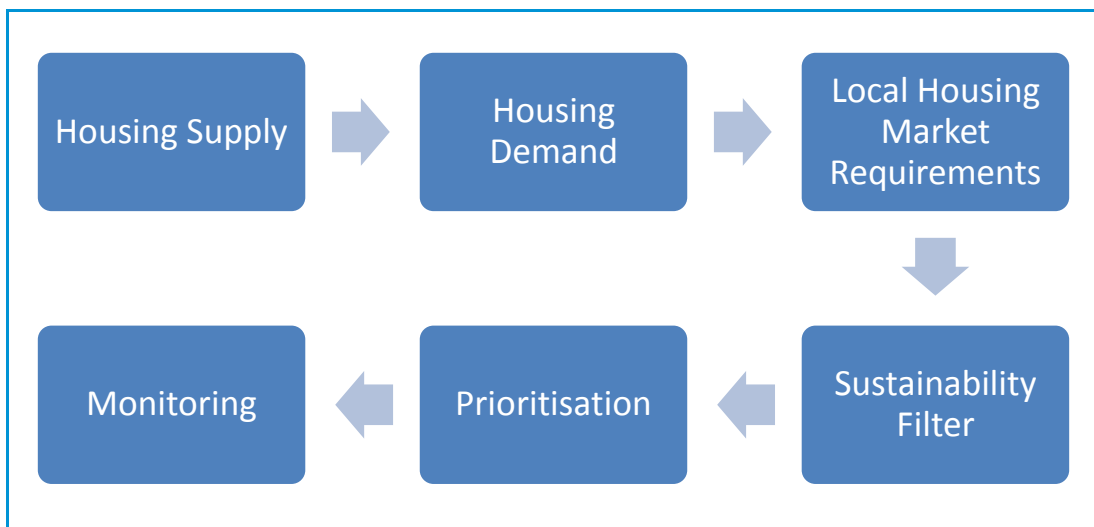 Housing Supply
Housing
Demand
Local Housing
Market
Requirements
Sustainability
Filter
Prioritisation
Monitoring